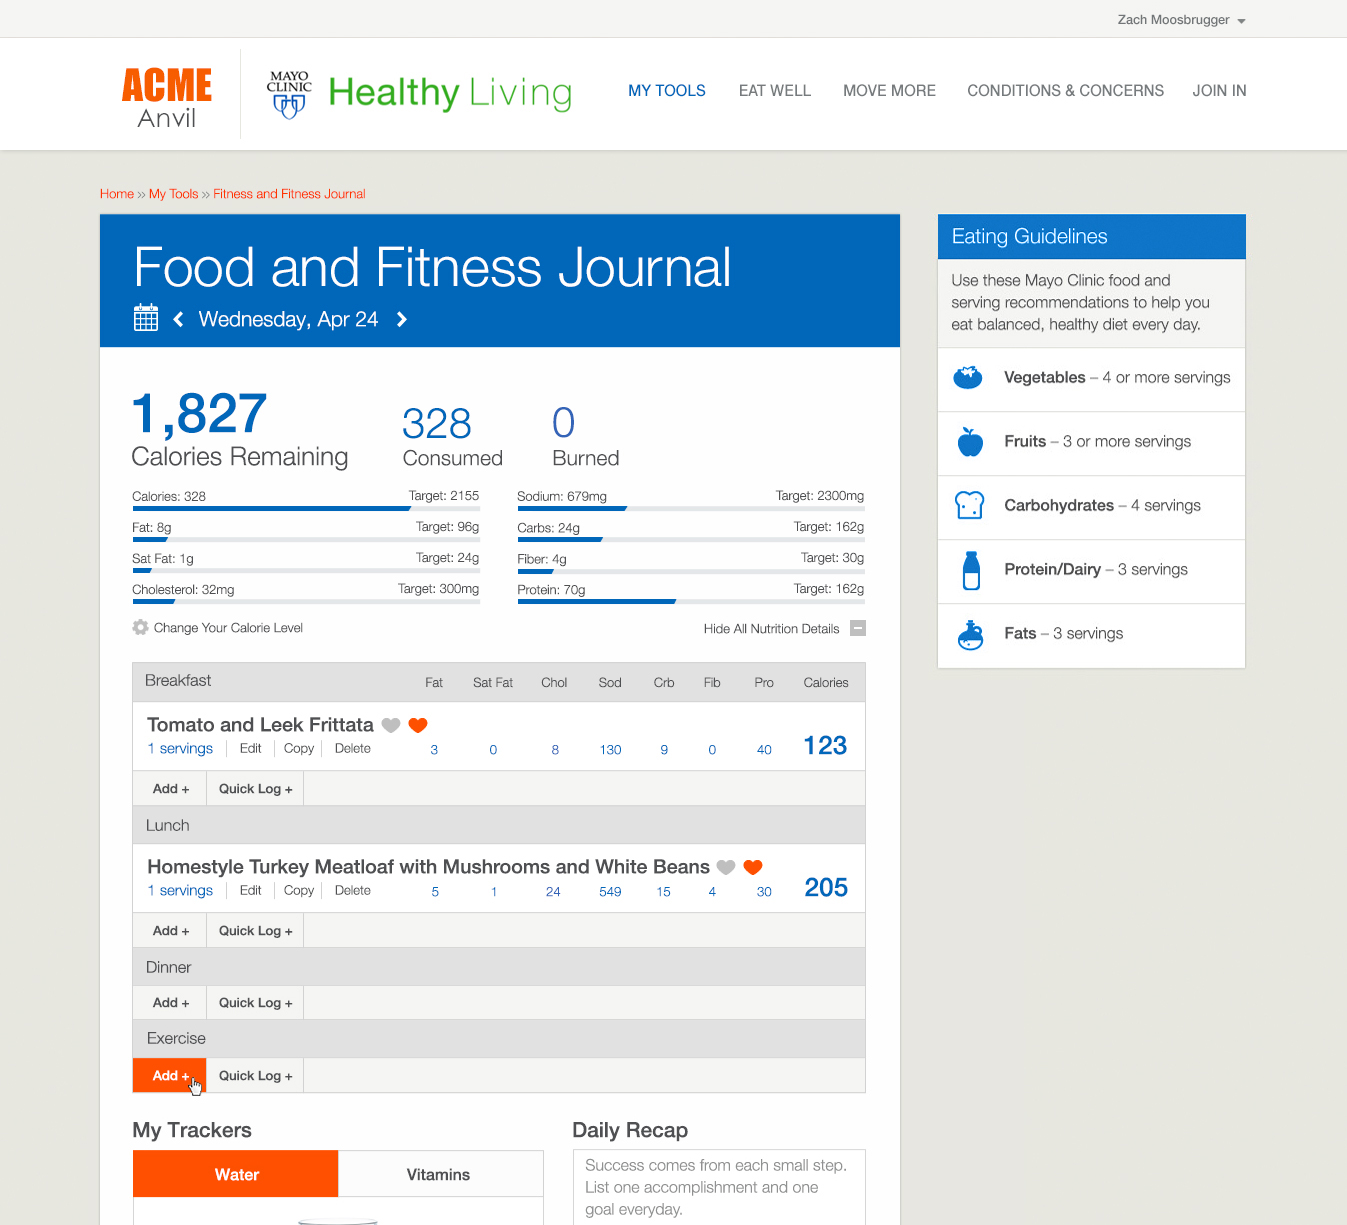 Zach Moosbrugger
ACME
Anvil
MAYO
CLINIC
Healthy Living
MY TOOLS EAT WELL MOVE MORE CONDITIONS & CONCERNS JOIN IN
Home » My Tools » Fitness and Fitness Journal
Food and Fitness Journal
Wednesday, Apr 24
1,827 328 0
Calories Remaining Consumed Burned
Calories: 328 Target: 2155 Sodium: 679mg Target: 2300mg
Fat: 8g Target: 96g Carbs: 24g Target: 162g
Sat Fat: 1g Target: 24g Fiber: 4g Target: 30g
Cholesterol: 32mg Target: 300mg Protein: 70g Target: 162g
Change Your Calorie Level Hide All Nutrition Details
Breakfast Fat Sat Fat Chol Sod Crb Fib Pro Calories
Tomato and Leek Frittata
1 servings Edit Copy Delete 3 0 8 130 9 0 40 123
Add + Quick Log +
Lunch
Homestyle Turkey Meatloaf with Mushrooms and White Beans
1 servings Edit Copy Delete 5 1 24 549 15 4 30 205
Add + Quick Log +
Dinner
Add + Quick Log +
Exercise
Add + Quick Log +
My Trackers
Water Vitamins
Daily Recap
Success comes from each small step.
List one accomplishment and one
goal everyday.
Eating Guidelines
Use these Mayo Clinic food and
serving recommendations to help you
eat balanced, healthy diet every day.
Vegetables – 4 or more servings
Fruits – 3 or more servings
Carbohydrates – 4 servings
Protein/Dairy – 3 servings
Fats – 3 servings